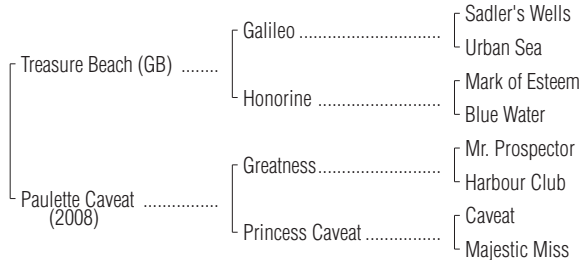 Sadler's Wells
Galileo ..............................
Urban Sea
Treasure Beach (GB) ........
Mark of Esteem
Honorine ..........................
Blue Water
Mr. Prospector
Greatness..........................
Harbour Club
Paulette Caveat ................
(2008)
Caveat
Princess Caveat ................
Majestic Miss